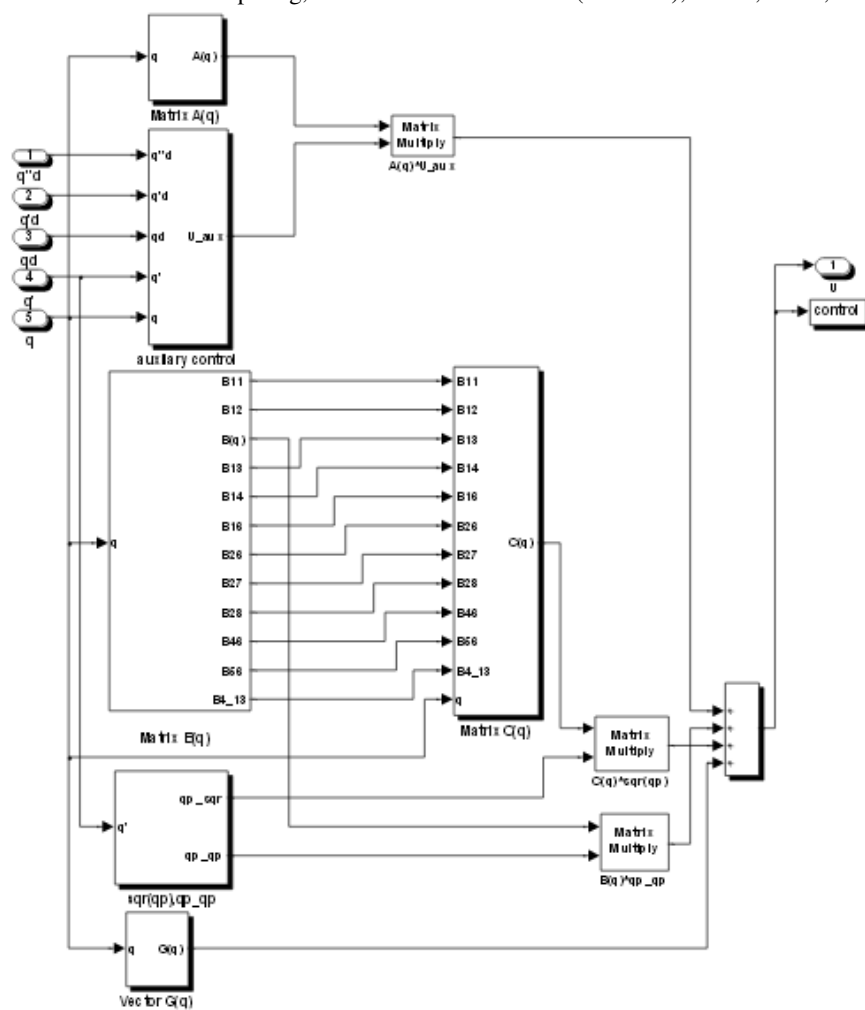 q
A(q)
Matrix A(q)
1
q''d
2
q'd
3
qd
4
q'
5
q
q''d
q'd
qd
q'
q
U_aux
auxliary control
Matrix
Multiply
A(q)*U_aux
1
U
control
q
B11
B12
B(q)
B13
B14
B16
B26
B27
B28
B46
B56
B4_13
Matrix B(q)
B11
B12
B13
B14
B16
B26
B27
B28
B46
B56
B4_13
q
C(q)
Matrix C(q)
Matrix
Multiply
C(q)*sqr(qp)
+
+
+
+
q'
qp_sqr
qp_qp
sqr(qp),qp_qp
Matrix
Multiply
B(q)*qp_qp
q
G(q)
Vector G(q)